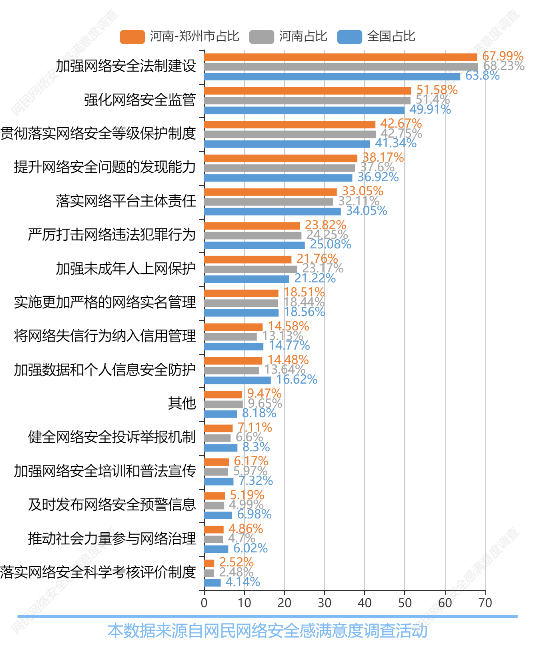 河南-郑州市占比 河南占比 全国占比
加强网络安全法制建设 67.99% 68.23% 63.8%
强化网络安全监管 51.58% 51.4% 49.91%
贯彻落实网络安全等级保护制度 42.67% 42.75% 41.34%
提升网络安全问题的发现能力 38.17% 37.6% 36.92%
落实网络平台主体责任 33.05% 32.11% 34.05%
严厉打击网络违法犯罪行为 23.82% 24.25% 25.08%
加强未成年人上网保护 21.76% 23.17% 21.22%
实施更加严格的网络实名管理 18.51% 18.44% 18.56%
将网络失信行为纳入信用管理 14.58% 13.13% 14.77%
加强数据和个人信息安全防护 14.48% 13.64% 16.62%
其他 9.47% 9.65% 8.18%
健全网络安全投诉举报机制 7.11% 6.6% 8.3%
加强网络安全培训和普法宣传 6.17% 5.97% 7.32%
及时发布网络安全预警信息 5.19% 4.99% 6.98%
推动社会力量参与网络治理 4.86% 4.7% 6.02%
落实网络安全科学考核评价制度 2.52% 2.48% 4.14%
0 10 20 30 40 50 60 70
本数据来源自网民网络安全感满意度调查活动